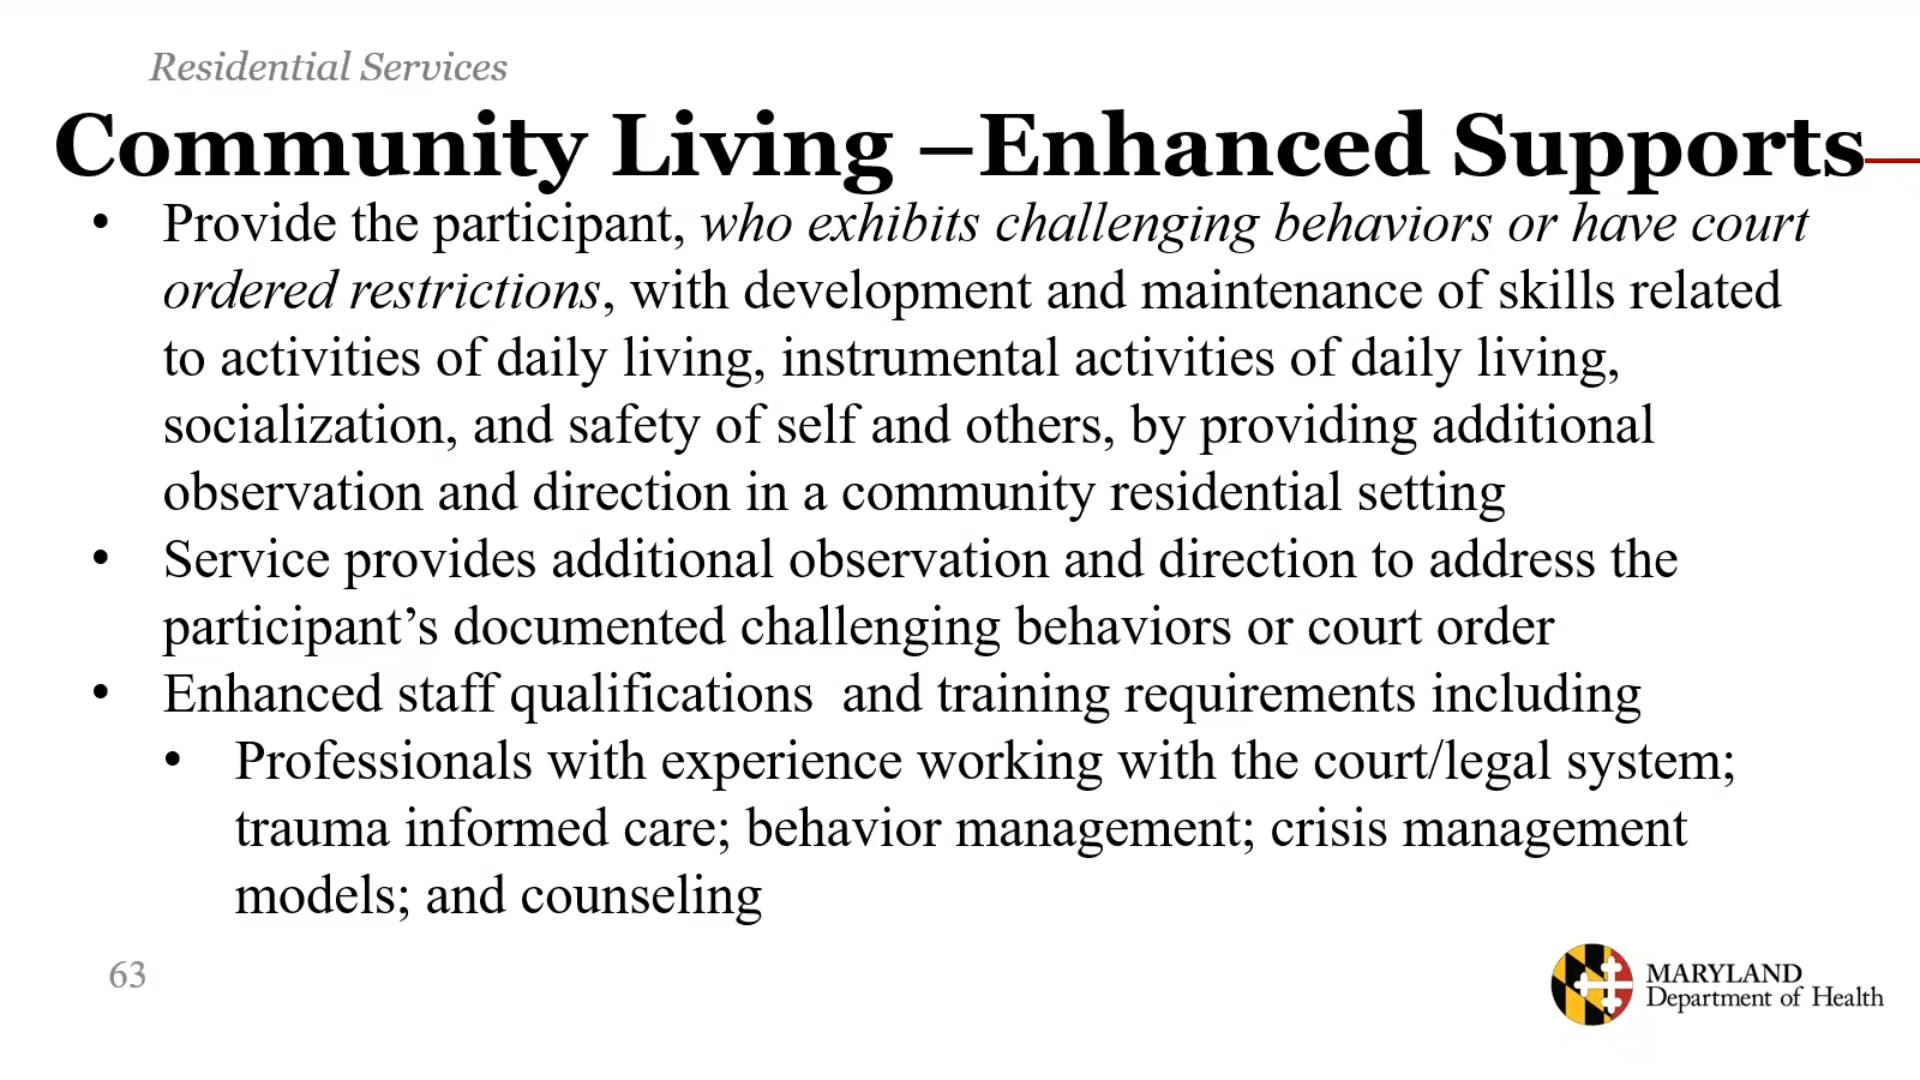 Residential Services
Community Living –Enhanced Supports
• Provide the participant, who exhibits challenging behaviors or have court
ordered restrictions, with development and maintenance of skills related
to activities of daily living, instrumental activities of daily living,
socialization, and safety of self and others, by providing additional
observation and direction in a community residential setting
• Service provides additional observation and direction to address the
participant’s documented challenging behaviors or court order
• Enhanced staff qualifications  and training requirements including
• Professionals with experience working with the court/legal system;
trauma informed care; behavior management; crisis management
models; and counseling
63
MARYLAND
Department of Health